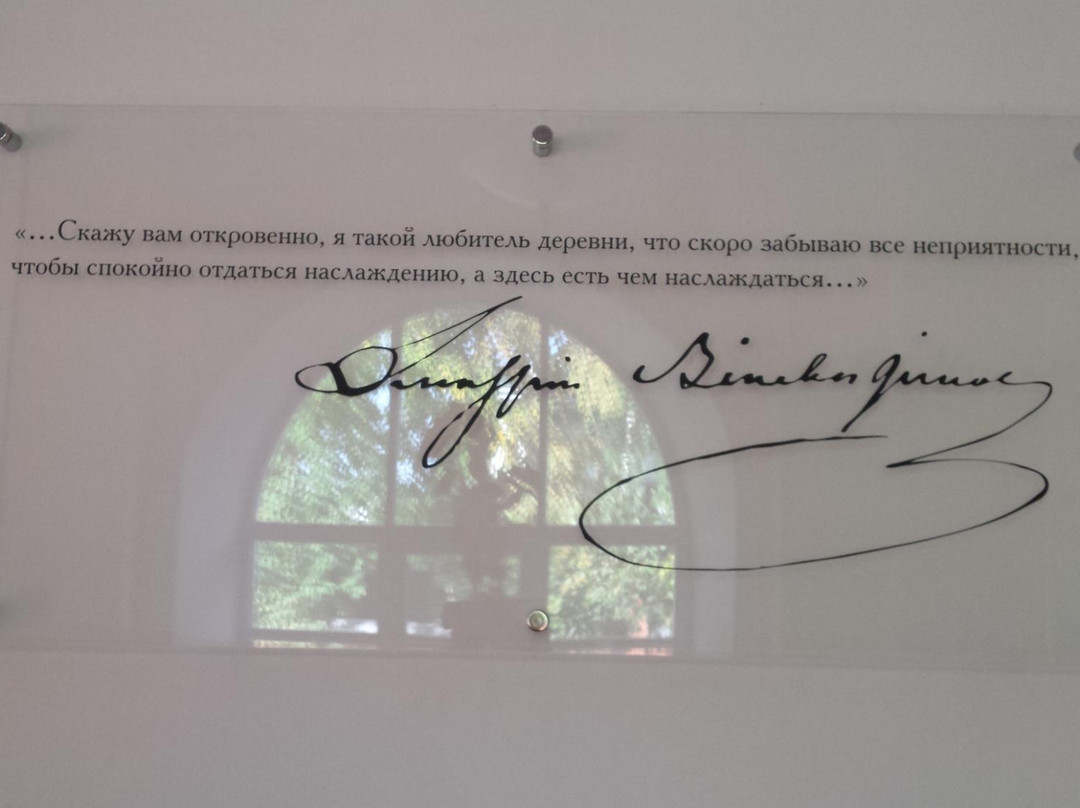 «...Скажу вам откровенно, я такой любитель деревни, что скоро забываю все неприятности,
чтобы спокойно отдаться наслаждению, а здесь есть чем наслаждаться...»